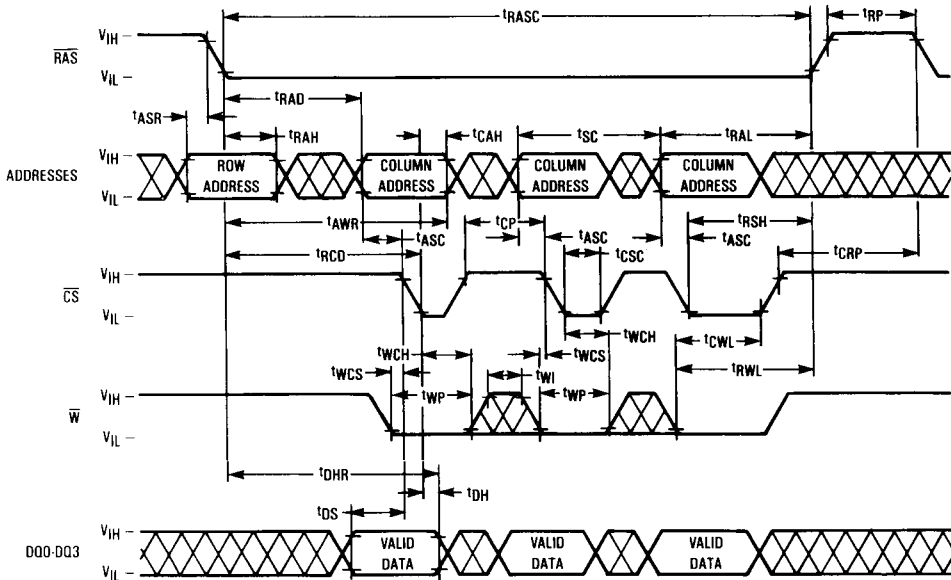 tRASC
tRP
VIH
RAS
VIL
tRAD
tASR
tRAH
tCAH
tSC
tRAL
VIH
ADDRESSES
ROW ADDRESS
COLUMN ADDRESS
COLUMN ADDRESS
COLUMN ADDRESS
VIL
tAWR
tCP
tRSH
tASC
tASC
tASC
tRCD
tCSC
tCRP
VIH
CS
VIL
tWCH
tWCH
tCWL
tWCS
tWCS
tWI
tRWL
tWP
tWP
VIH
W
VIL
tDHR
tDH
tDS
VIH
DQ0-DQ3
VALID DATA
VALID DATA
VALID DATA
VIL